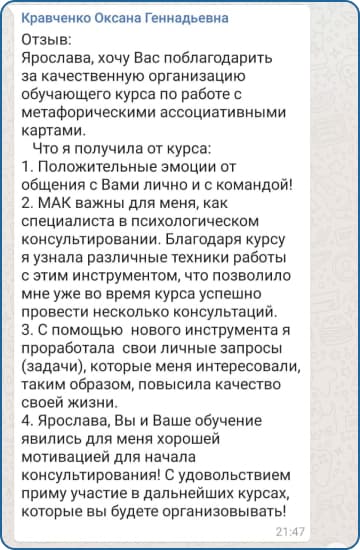 Кравченко Оксана Геннадьевна
Отзыв:
Ярослава, хочу Вас поблагодарить
за качественную организацию
обучающего курса по работе с
метафорическими ассоциативными
картами.
Что я получила от курса:
1. Положительные эмоции от
общения с Вами лично и с командой!
2. МАК важны для меня, как
специалиста в психологическом
консультировании. Благодаря курсу
я узнала различные техники работы
с этим инструментом, что позволило
мне уже во время курса успешно
провести несколько консультаций.
3. С помощью нового инструмента я
проработала свои личные запросы
(задачи), которые меня интересовали,
таким образом, повысила качество
своей жизни.
4. Ярослава, Вы и Ваше обучение
явились для меня хорошей
мотивацией для начала
консультирования! С удовольствием
приму участие в дальнейших курсах,
которые вы будете организовывать!
21:47